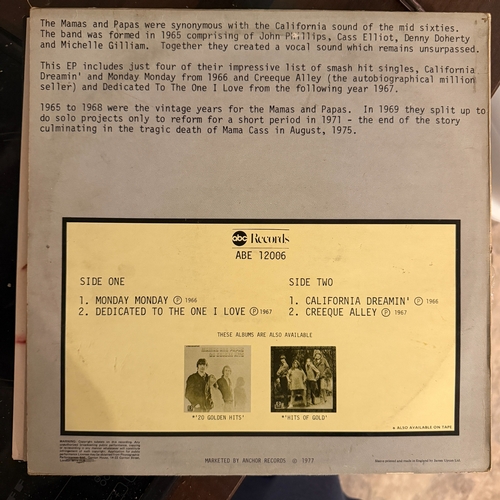 The Mamas and Papas were synonymous with the California sound of the mid sixties.
The band was formed in 1965 comprising of John Phillips, Cass Elliot, Denny Doherty
and Michelle Gilliam. Together they created a vocal sound which remains unsurpassed.
This EP includes just four of their impressive list of smash hit singles, California
Dreamin' and Monday Monday from 1966 and Creeque Alley (the autobiographical million
seller) and Dedicated To The One I Love from the following year 1967.
1965 to 1968 were the vintage years for the Mamas and Papas. In 1969 they split up to
do solo projects only to reform for a short period in 1971 - the end of the story
culminating in the tragic death of Mama Cass in August, 1975.
abc Records
ABE 12006
SIDE ONE
1. MONDAY MONDAY Ⓟ 1966
2. DEDICATED TO THE ONE I LOVE Ⓟ 1967
SIDE TWO
1. CALIFORNIA DREAMIN' Ⓟ 1966
2. CREEQUE ALLEY Ⓟ 1967
THESE ALBUMS ARE ALSO AVAILABLE
*'20 GOLDEN HITS'
*'HITS OF GOLD'
* ALSO AVAILABLE ON TAPE
MARKETED BY ANCHOR RECORDS © 1977